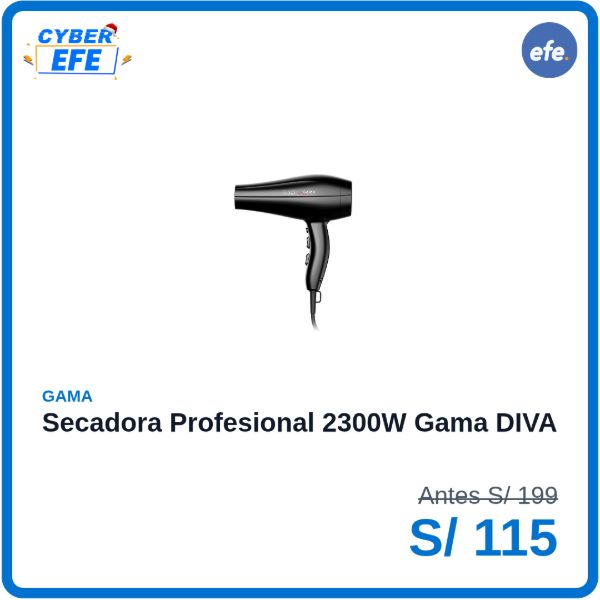 CYBER
EFE
efe.
GAMA
Secadora Profesional 2300W Gama DIVA
Antes S/ 199
S/ 115